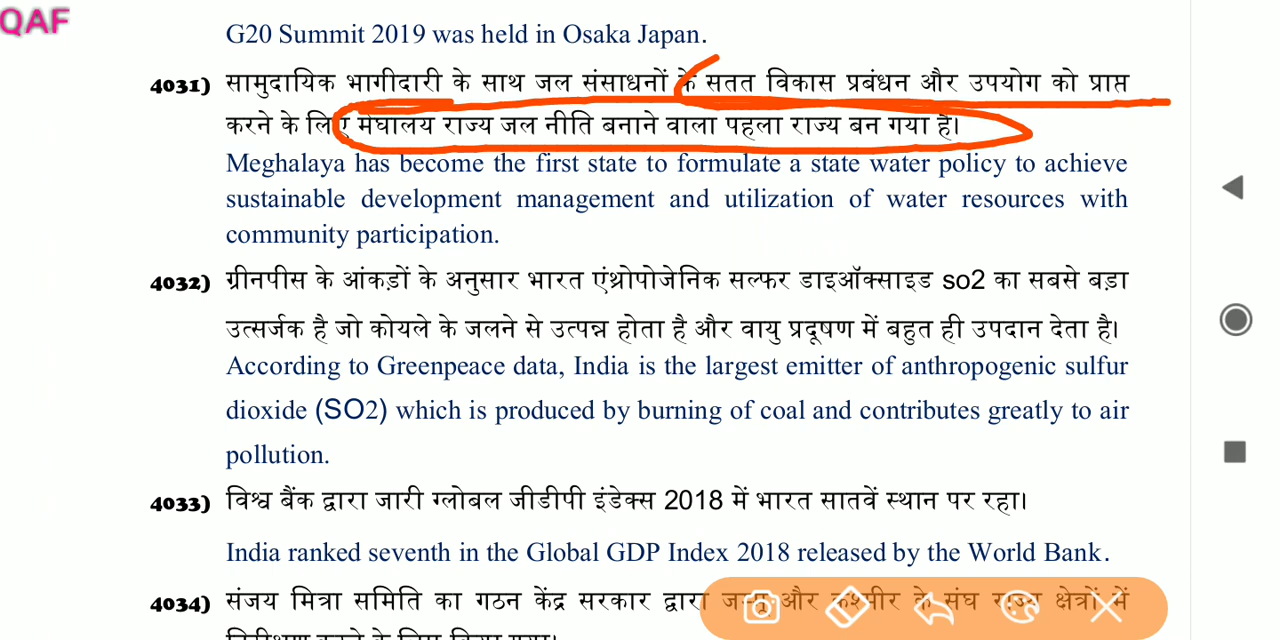 QAF
G20 Summit 2019 was held in Osaka Japan.
4031) सामुदायिक भागीदारी के साथ जल संसाधनों के सतत विकास प्रबंधन और उपयोग को प्राप्त
करने के लिए मेघालय राज्य जल नीति बनाने वाला पहला राज्य बन गया है।
Meghalaya has become the first state to formulate a state water policy to achieve
sustainable development management and utilization of water resources with
community participation.
4032) ग्रीनपीस के आंकड़ों के अनुसार भारत एंथ्रोपोजेनिक सल्फर डाइऑक्साइड so2 का सबसे बड़ा
उत्सर्जक है जो कोयले के जलने से उत्पन्न होता है और वायु प्रदूषण में बहुत ही उपदान देता है।
According to Greenpeace data, India is the largest emitter of anthropogenic sulfur
dioxide (SO2) which is produced by burning of coal and contributes greatly to air
pollution.
4033) विश्व बैंक द्वारा जारी ग्लोबल जीडीपी इंडेक्स 2018 में भारत सातवें स्थान पर रहा।
India ranked seventh in the Global GDP Index 2018 released by the World Bank.
4034) संजय मित्रा समिति का गठन केंद्र सरकार द्वारा जम्मू और कश्मीर के संघ राज्य क्षेत्रों में